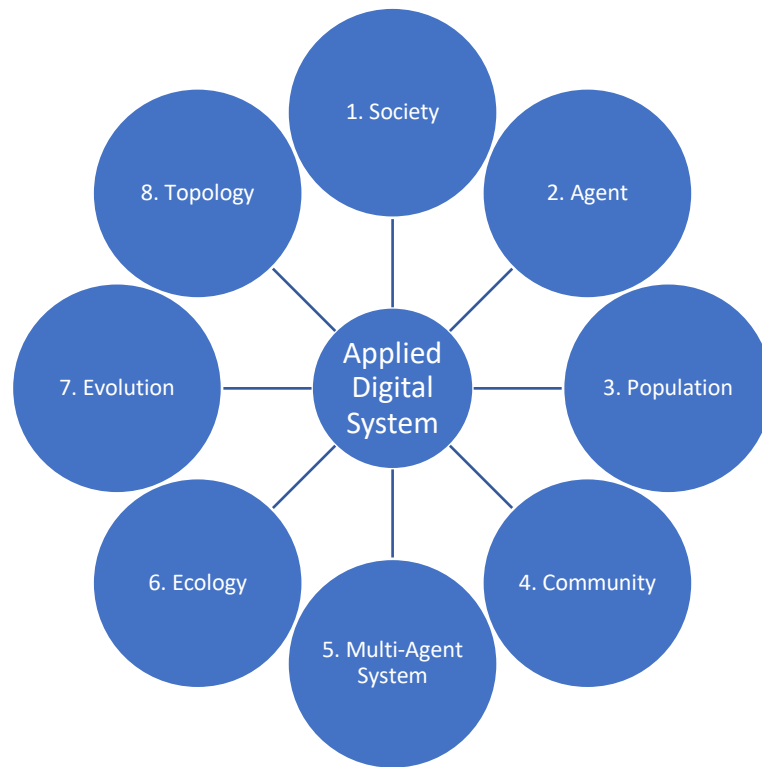 1. Society
2. Agent
3. Population
4. Community
5. Multi-Agent
System
6. Ecology
7. Evolution
8. Topology
Applied
Digital
System